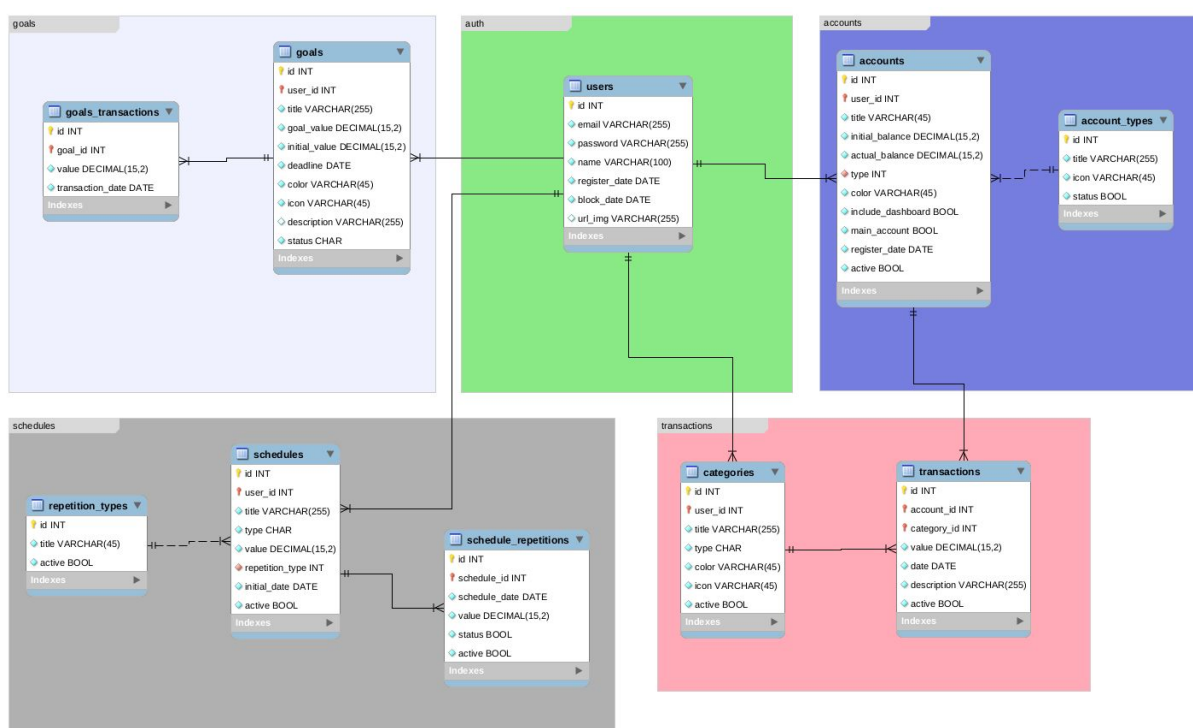 goals
goals_transactions
id INT
goal_id INT
value DECIMAL(15,2)
transaction_date DATE
Indexes
goals
id INT
user_id INT
title VARCHAR(255)
goal_value DECIMAL(15,2)
initial_value DECIMAL(15,2)
deadline DATE
color VARCHAR(45)
icon VARCHAR(45)
description VARCHAR(255)
status CHAR
Indexes
auth
users
id INT
email VARCHAR(255)
password VARCHAR(255)
name VARCHAR(100)
register_date DATE
block_date DATE
url_img VARCHAR(255)
Indexes
accounts
accounts
id INT
user_id INT
title VARCHAR(45)
initial_balance DECIMAL(15,2)
actual_balance DECIMAL(15,2)
type INT
color VARCHAR(45)
include_dashboard BOOL
main_account BOOL
register_date DATE
active BOOL
Indexes
account_types
id INT
title VARCHAR(255)
icon VARCHAR(45)
status BOOL
Indexes
schedules
repetition_types
id INT
title VARCHAR(45)
active BOOL
Indexes
schedules
id INT
user_id INT
title VARCHAR(255)
type CHAR
value DECIMAL(15,2)
repetition_type INT
initial_date DATE
active BOOL
Indexes
schedule_repetitions
id INT
schedule_id INT
schedule_date DATE
value DECIMAL(15,2)
status BOOL
active BOOL
Indexes
transactions
categories
id INT
user_id INT
title VARCHAR(255)
type CHAR
color VARCHAR(45)
icon VARCHAR(45)
active BOOL
Indexes
transactions
id INT
account_id INT
category_id INT
value DECIMAL(15,2)
date DATE
description VARCHAR(255)
active BOOL
Indexes